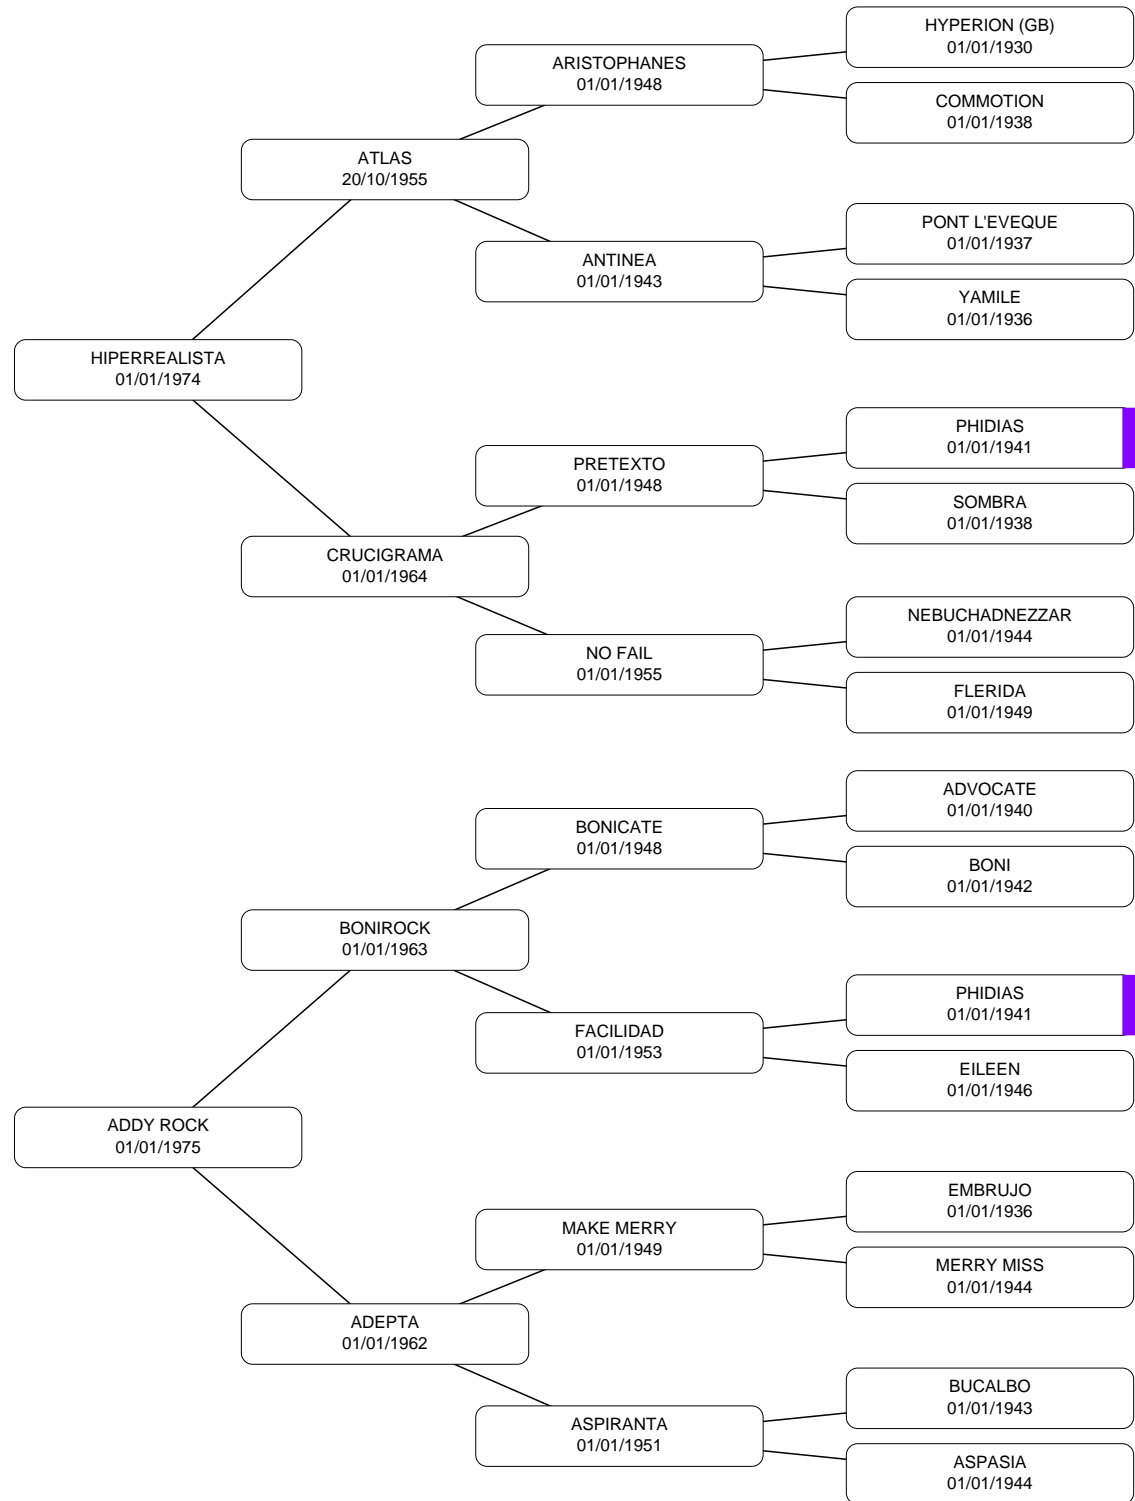 HYPERION (GB)
01/01/1930
ARISTOPHANES
01/01/1948
COMMOTION
01/01/1938
ATLAS
20/10/1955
PONT L'EVEQUE
01/01/1937
ANTINEA
01/01/1943
YAMILE
01/01/1936
HIPERREALISTA
01/01/1974
PHIDIAS
01/01/1941
PRETEXTO
01/01/1948
SOMBRA
01/01/1938
CRUCIGRAMA
01/01/1964
NEBUCHADNEZZAR
01/01/1944
NO FAIL
01/01/1955
FLERIDA
01/01/1949
ADVOCATE
01/01/1940
BONICATE
01/01/1948
BONI
01/01/1942
BONIROCK
01/01/1963
PHIDIAS
01/01/1941
FACILIDAD
01/01/1953
EILEEN
01/01/1946
ADDY ROCK
01/01/1975
EMBRUJO
01/01/1936
MAKE MERRY
01/01/1949
MERRY MISS
01/01/1944
ADEPTA
01/01/1962
BUCALBO
01/01/1943
ASPIRANTA
01/01/1951
ASPASIA
01/01/1944